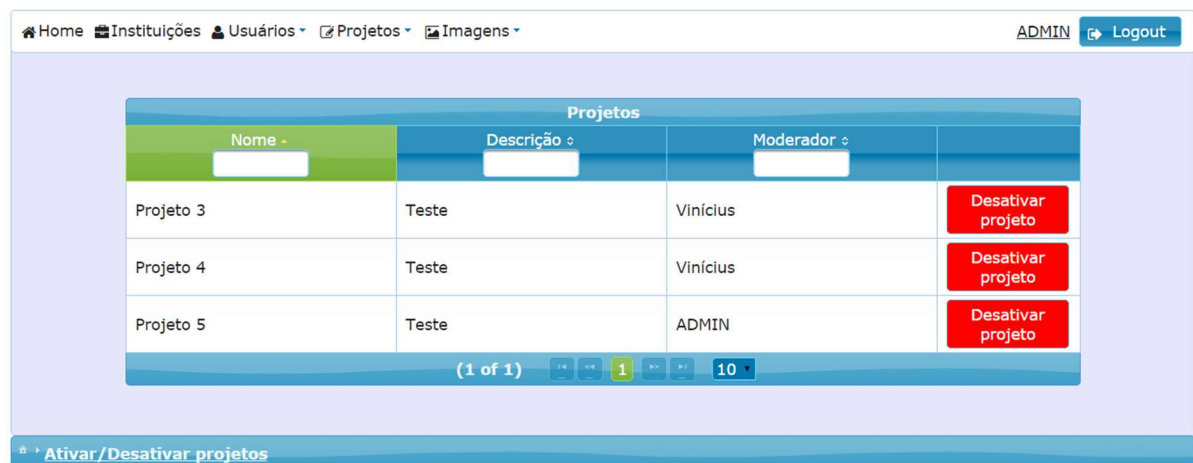 Home Instituições Usuários Projetos Imagens ADMIN Logout
Projetos
Nome Descrição Moderador
Projeto 3 Teste Vinícius Desativar projeto
Projeto 4 Teste Vinícius Desativar projeto
Projeto 5 Teste ADMIN Desativar projeto
(1 of 1) 1 10
Ativar/Desativar projetos